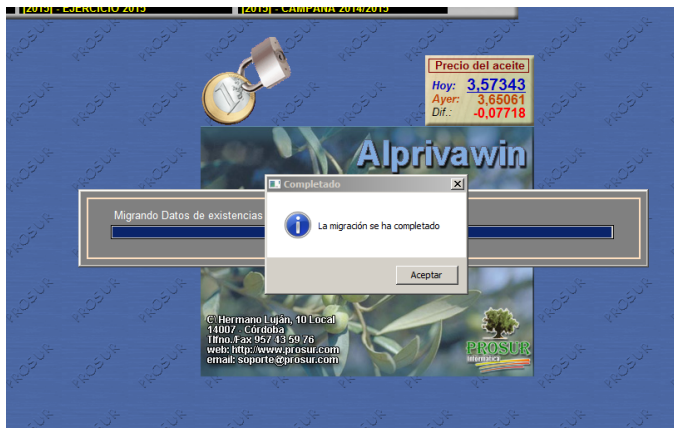 [2015] - EJERCICIO 2015
[2015] - CAMPAÑA 2014/2015
Precio del aceite
Hoy: 3,57343
Ayer: 3,65061
Dif.: -0,07718
Alprivawin
Completado
Migrando Datos de existencias
La migración se ha completado
Aceptar
C\ Hermano Luján, 10 Local
14007 - Córdoba
Tlfno./Fax 957 43 59 76
web: http://www.prosur.com
email: soporte@prosur.com
PROSUR
Informática